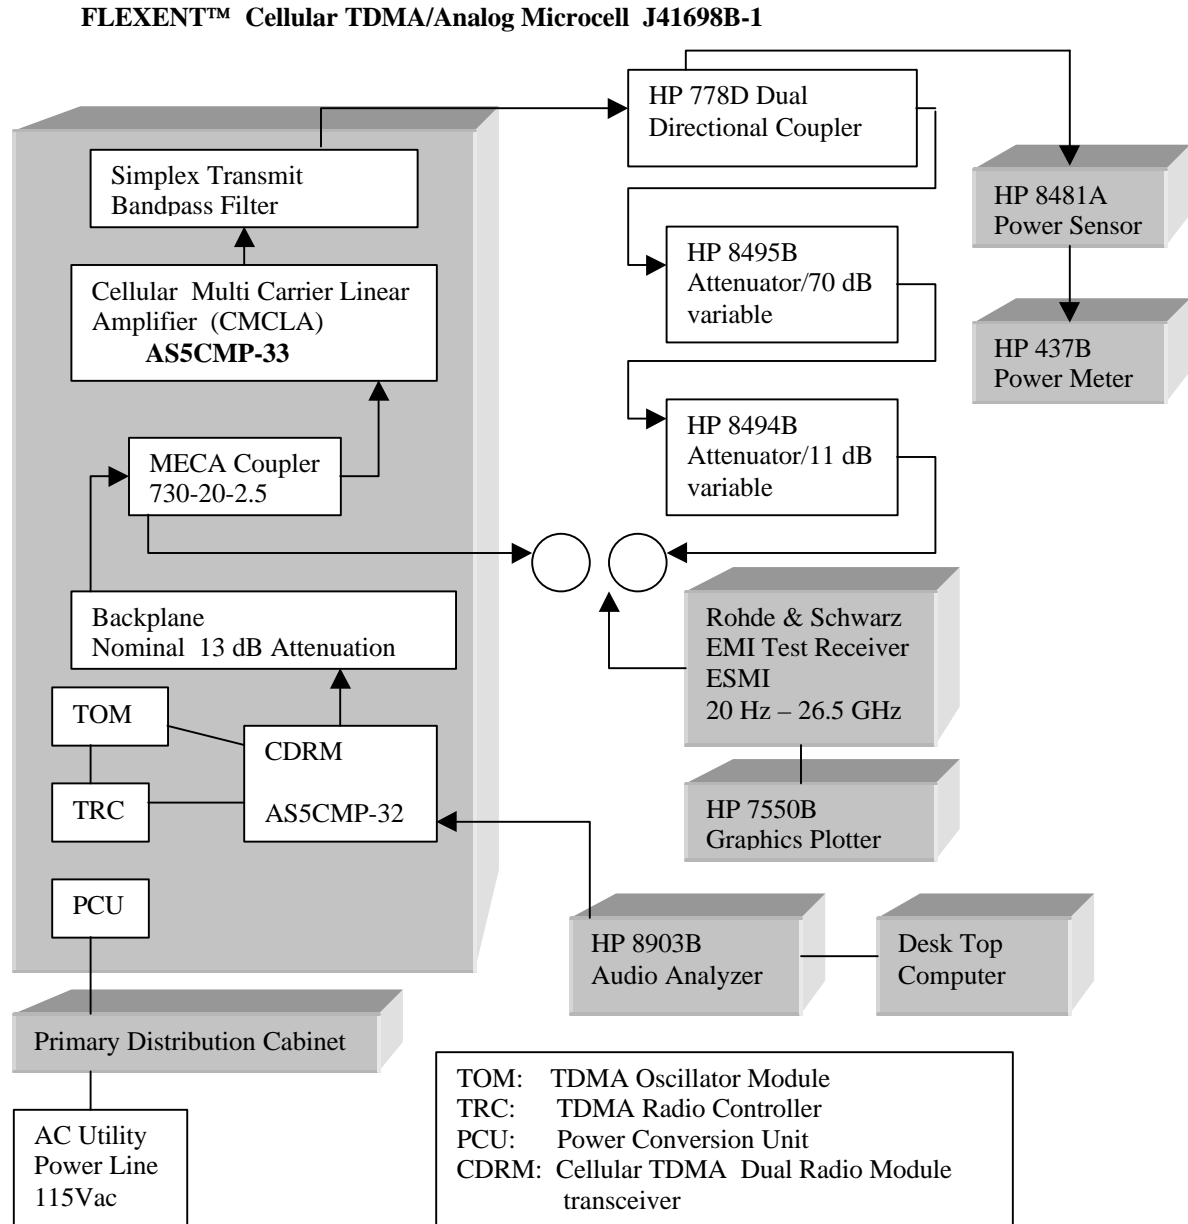 FLEXENT™ Cellular TDMA/Analog Microcell J41698B-1
HP 778D Dual
Directional Coupler
Simplex Transmit
Bandpass Filter
HP 8481A
Power Sensor
HP 8495B
Attenuator/70 dB
variable
Cellular Multi Carrier Linear
Amplifier (CMCLA)
AS5CMP-33
HP 437B
Power Meter
HP 8494B
Attenuator/11 dB
variable
MECA Coupler
730-20-2.5
Backplane
Nominal 13 dB Attenuation
Rohde & Schwarz
EMI Test Receiver
ESMI
20 Hz – 26.5 GHz
TOM
CDRM
AS5CMP-32
TRC
HP 7550B
Graphics Plotter
PCU
HP 8903B
Audio Analyzer
Desk Top
Computer
Primary Distribution Cabinet
AC Utility
Power Line
115Vac
TOM: TDMA Oscillator Module
TRC: TDMA Radio Controller
PCU: Power Conversion Unit
CDRM: Cellular TDMA Dual Radio Module
transceiver